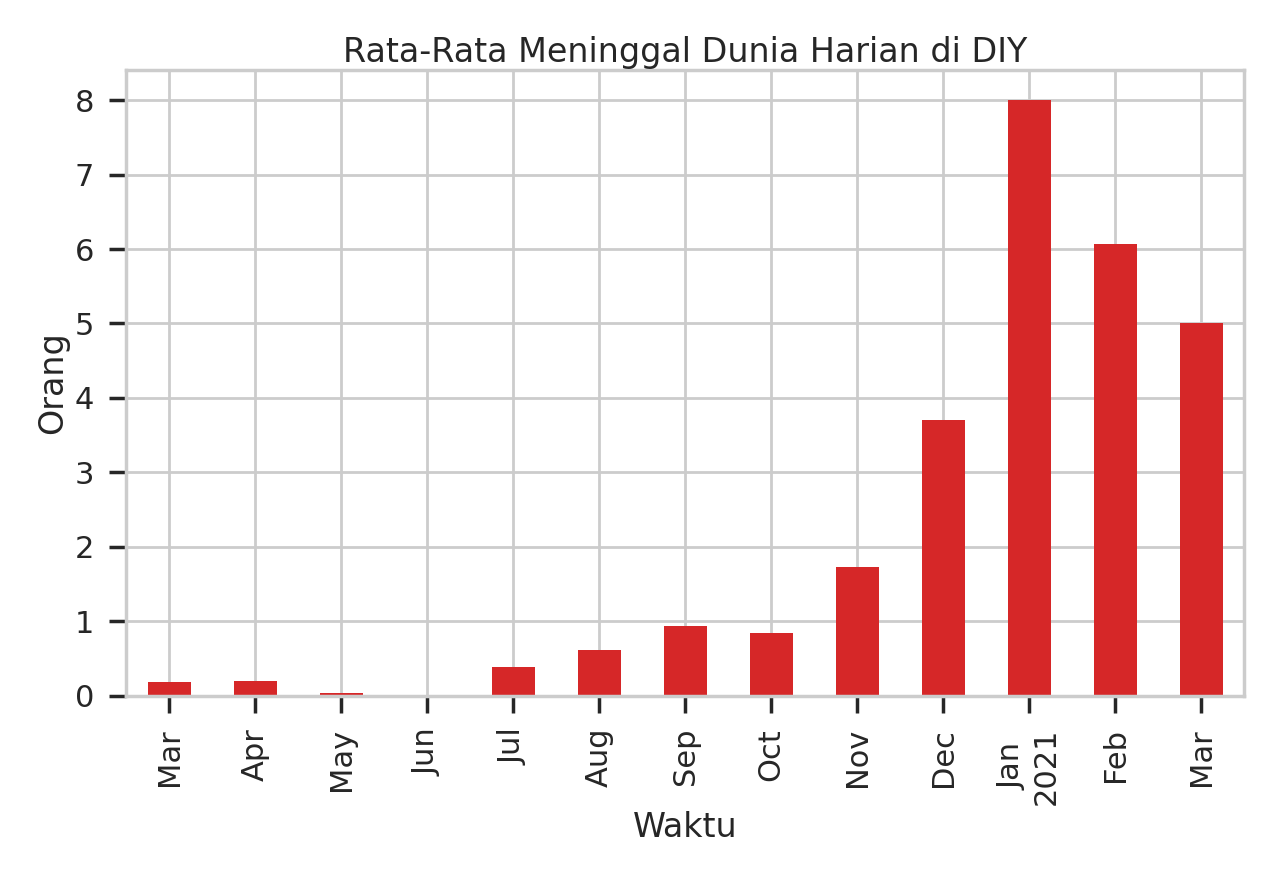 Rata-Rata Meninggal Dunia Harian di DIY
8
7
6
5
4
3
2
1
0
Orang
Mar
Apr
May
Jun
Jul
Aug
Sep
Oct
Nov
Dec
Jan
2021
Feb
Mar
Waktu